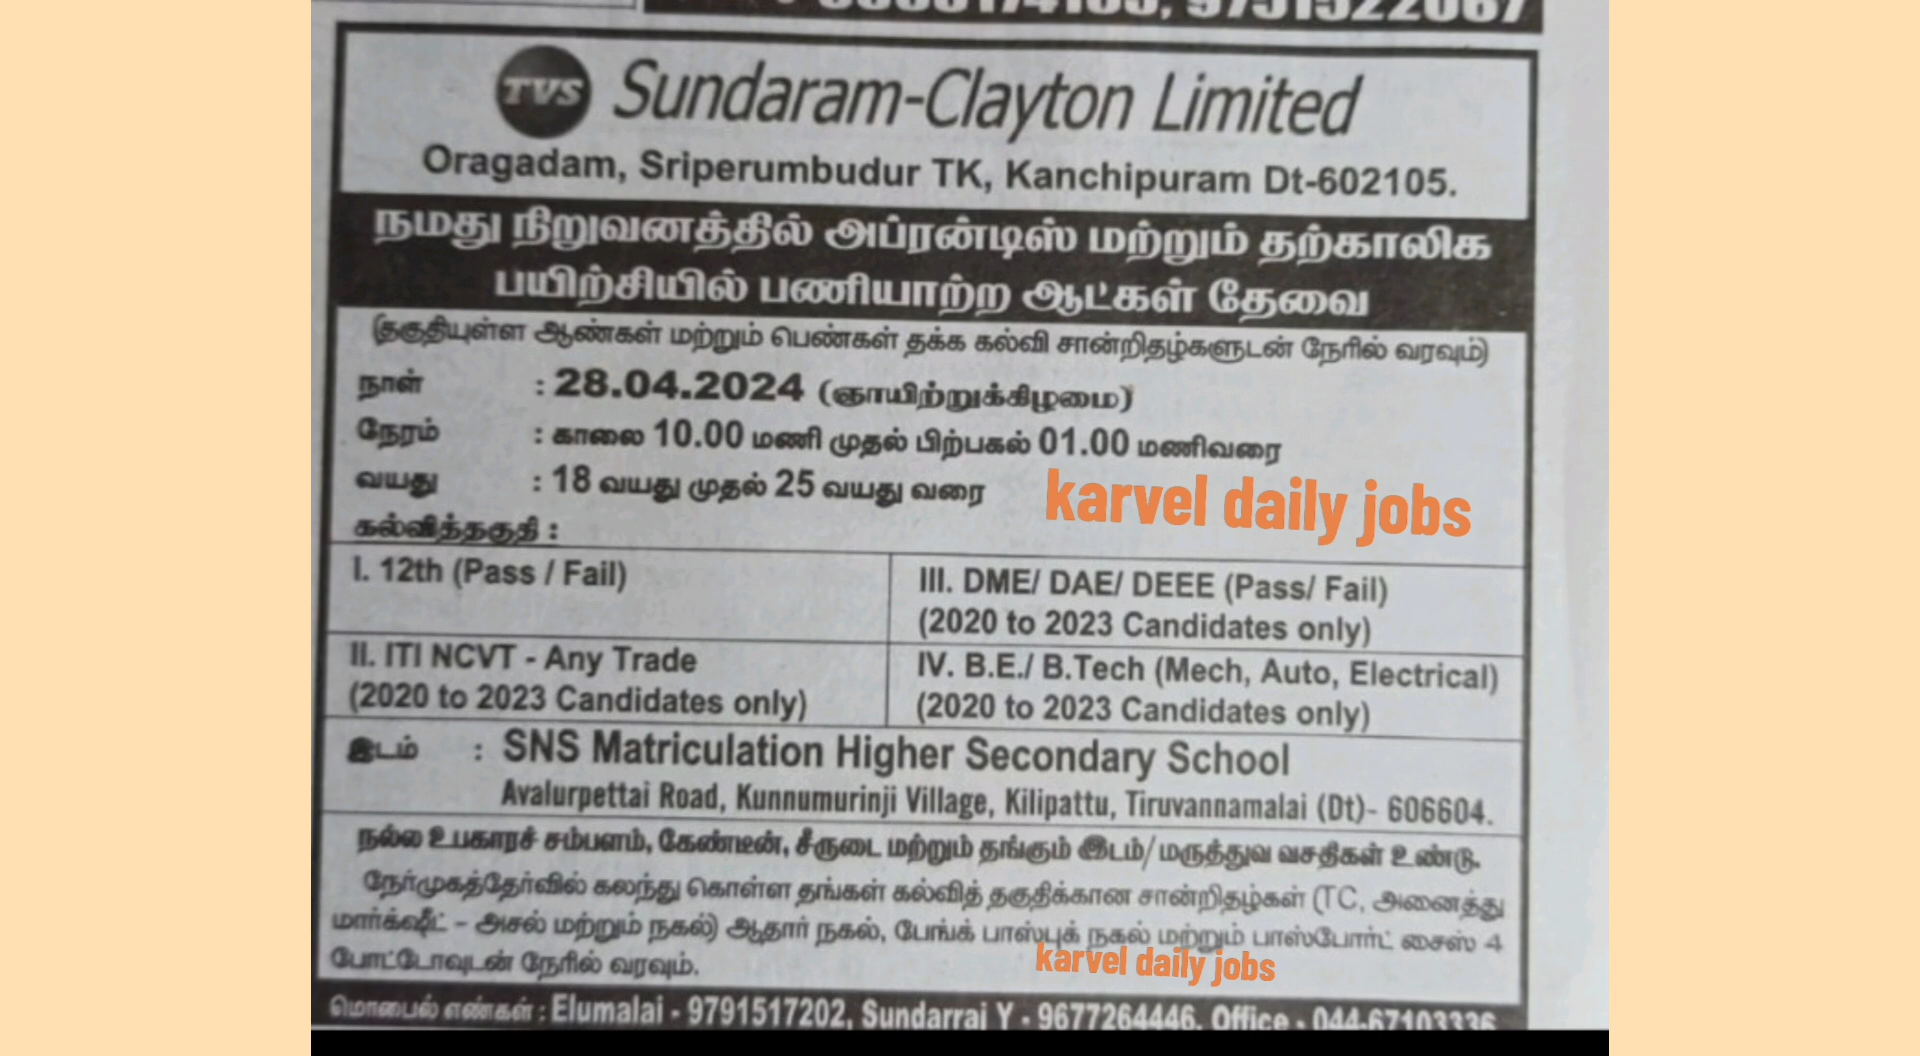 9751522067
TVS Sundaram-Clayton Limited
Oragadam, Sriperumbudur TK, Kanchipuram Dt-602105.
நமது நிறுவனத்தில் அப்ரன்டிஸ் மற்றும் தற்காலிக
பயிற்சியில் பணியாற்ற ஆட்கள் தேவை
(தகுதியுள்ள ஆண்கள் மற்றும் பெண்கள் தக்க கல்வி சான்றிதழ்களுடன் நேரில் வரவும்)
நாள் : 28.04.2024 (ஞாயிற்றுக்கிழமை)
நேரம் : காலை 10.00 மணி முதல் பிற்பகல் 01.00 மணிவரை
வயது : 18 வயது முதல் 25 வயது வரை
karvel daily jobs
கல்வித்தகுதி :
I. 12th (Pass / Fail)
II. ITI NCVT - Any Trade
(2020 to 2023 Candidates only)
III. DME/ DAE/ DEEE (Pass/ Fail)
(2020 to 2023 Candidates only)
IV. B.E./ B.Tech (Mech, Auto, Electrical)
(2020 to 2023 Candidates only)
இடம் : SNS Matriculation Higher Secondary School
Avalurpettai Road, Kunnumurinji Village, Kilipattu, Tiruvannamalai (Dt)- 606604.
நல்ல உபகாரச் சம்பளம், கேண்டீன், சீருடை மற்றும் தங்கும் இடம்/ மருத்துவ வசதிகள் உண்டு.
நேர்முகத்தேர்வில் கலந்து கொள்ள தங்கள் கல்வித் தகுதிக்கான சான்றிதழ்கள் (TC, அனைத்து
மார்க்ஷீட் – அசல் மற்றும் நகல்) ஆதார் நகல், பேங்க் பாஸ்புக் நகல் மற்றும் பாஸ்போர்ட் சைஸ் 4
போட்டோவுடன் நேரில் வரவும்.
karvel daily jobs
மொபைல் எண்கள் : Elumalai - 9791517202, Sundarraj Y - 9677264446, Office - 044-67103336